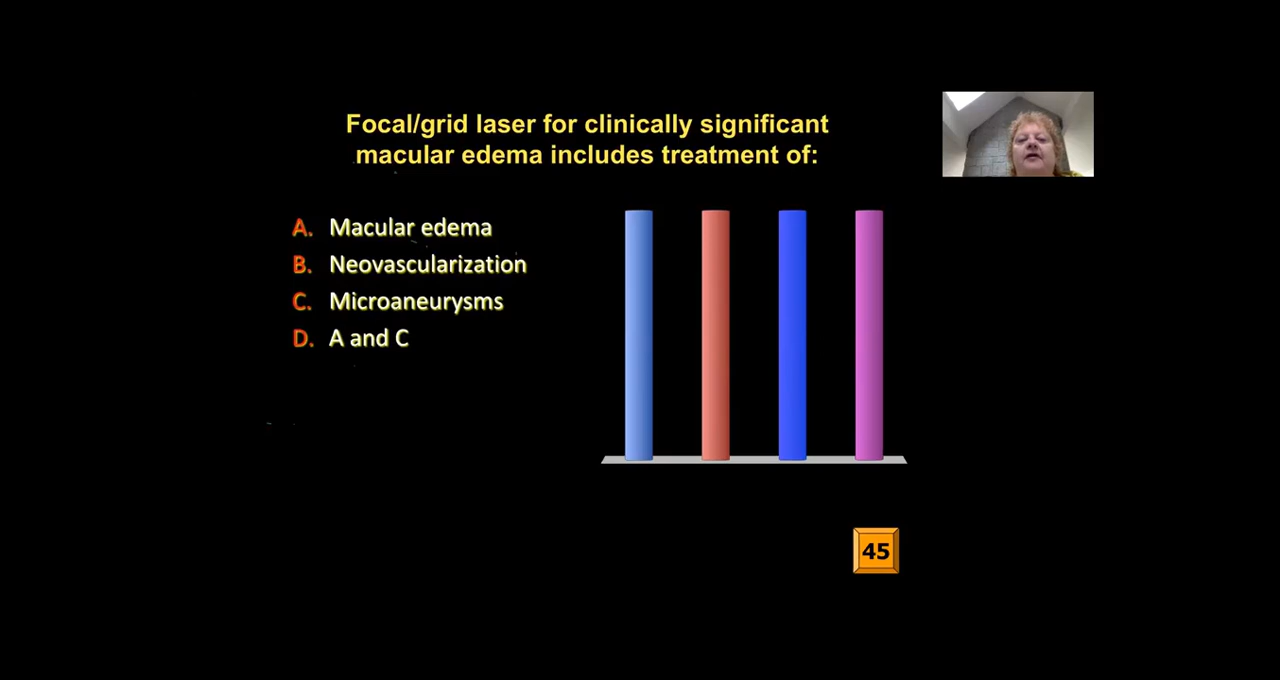 Focal/grid laser for clinically significant
macular edema includes treatment of:
A. Macular edema
B. Neovascularization
C. Microaneurysms
D. A and C
45